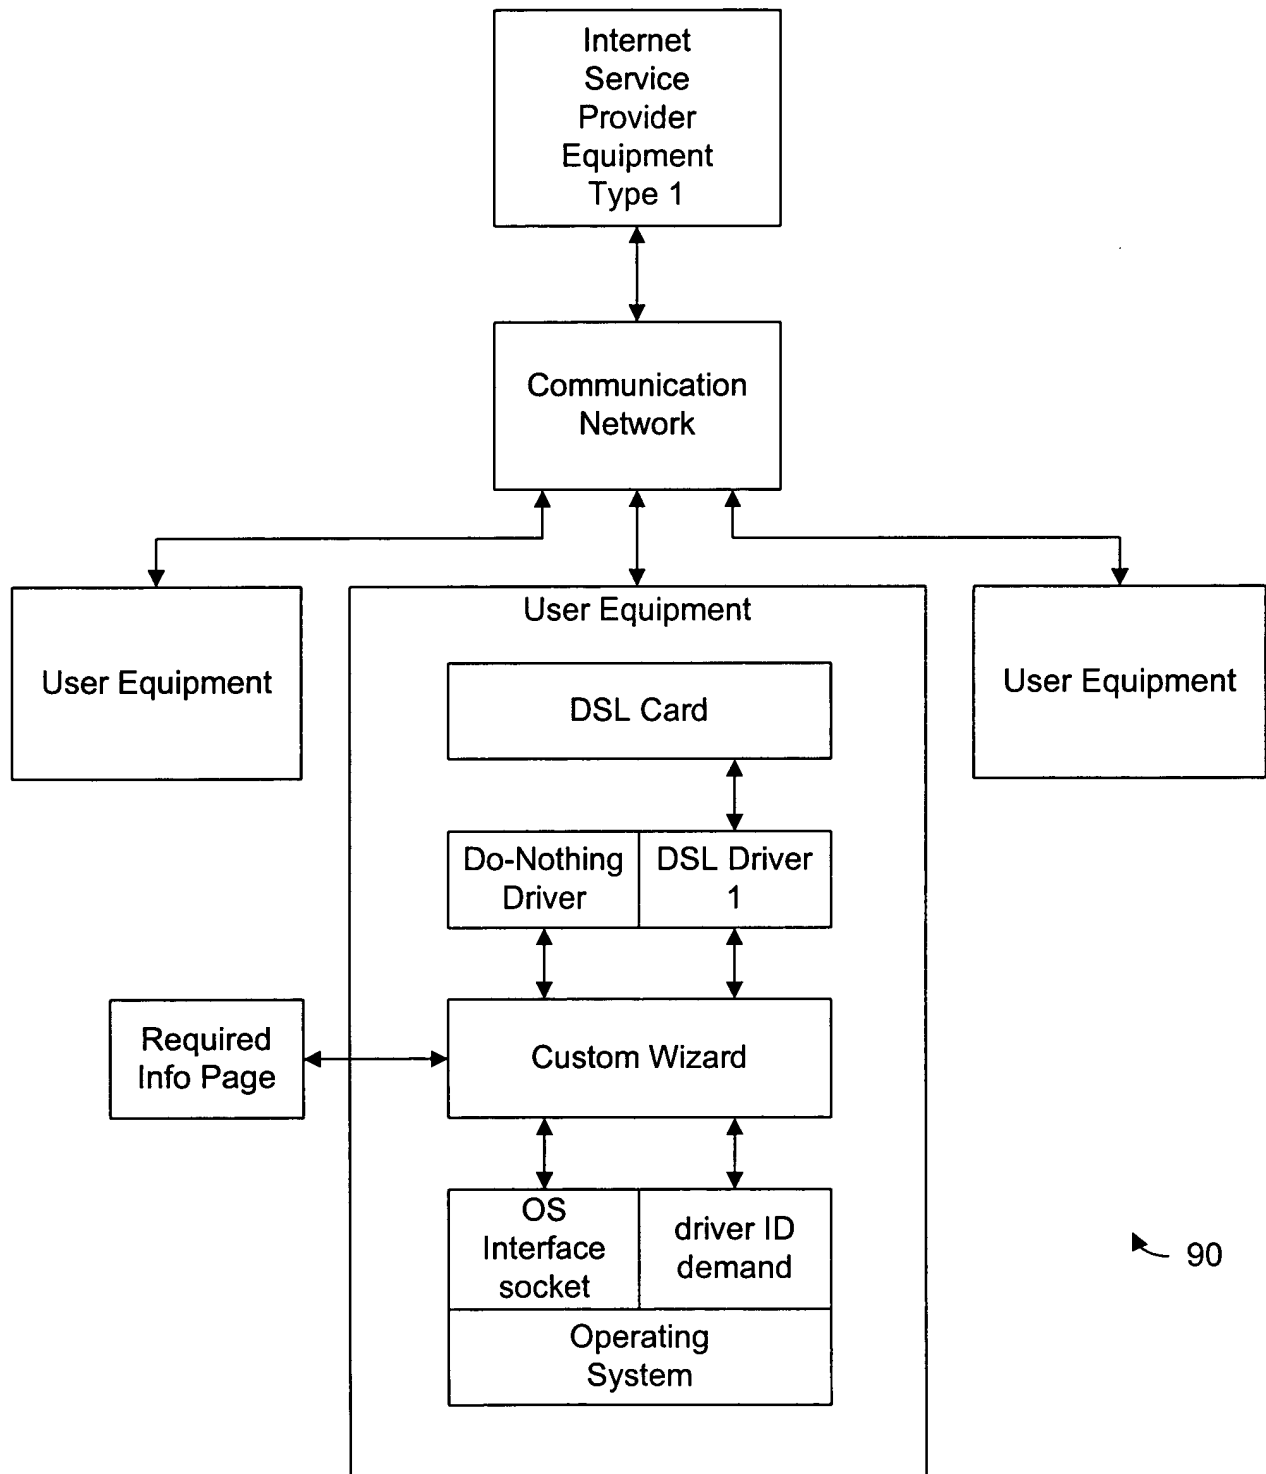 Internet
Service
Provider
Equipment
Type 1
Communication
Network
User Equipment
User Equipment
User Equipment
DSL Card
Do-Nothing
Driver
DSL Driver
1
Required
Info Page
Custom Wizard
OS
Interface
socket
driver ID
demand
Operating
System
90